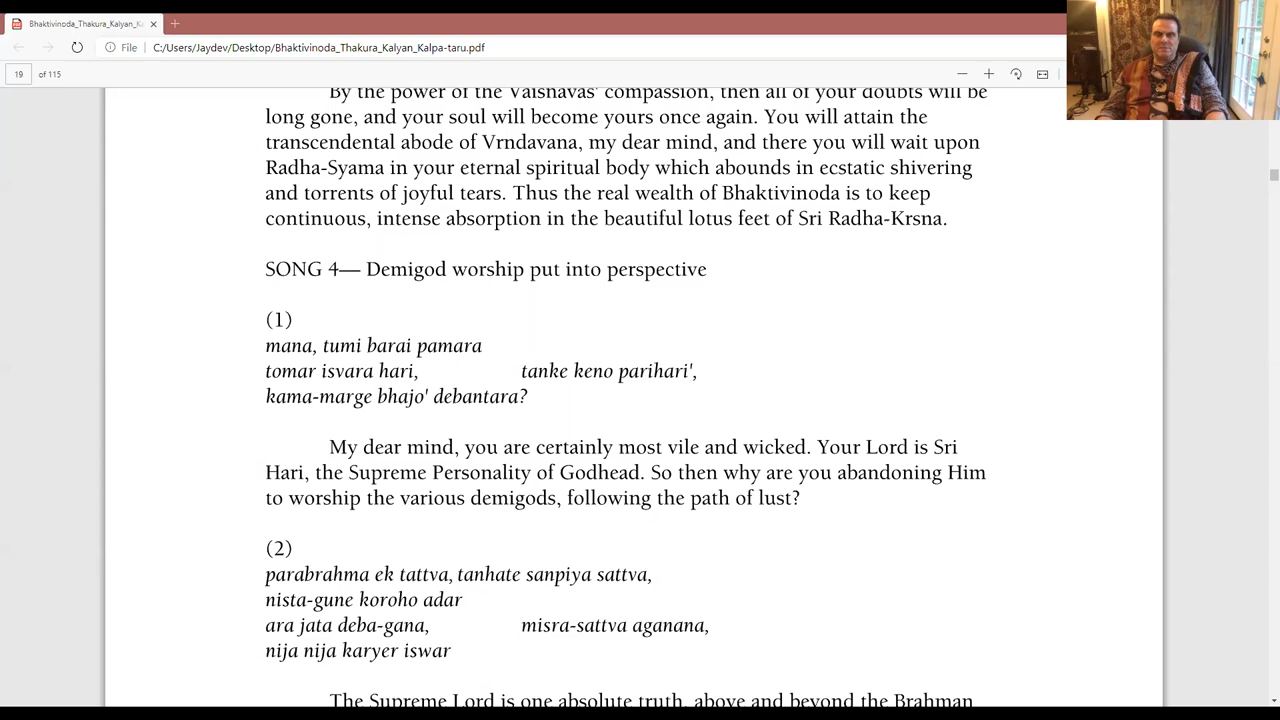 Bhaktivinoda_Thakura_Kalyan_K
File C:/Users/Jaydev/Desktop/Bhaktivinoda_Thakura_Kalyan_Kalpa-taru.pdf
19 of 115
By the power of the Vaisnavas' compassion, then all of your doubts will be
long gone, and your soul will become yours once again. You will attain the
transcendental abode of Vrndavana, my dear mind, and there you will wait upon
Radha-Syama in your eternal spiritual body which abounds in ecstatic shivering
and torrents of joyful tears. Thus the real wealth of Bhaktivinoda is to keep
continuous, intense absorption in the beautiful lotus feet of Sri Radha-Krsna.
SONG 4— Demigod worship put into perspective
(1)
mana, tumi barai pamara
tomar isvara hari, tanke keno parihari',
kama-marge bhajo' debantara?
My dear mind, you are certainly most vile and wicked. Your Lord is Sri
Hari, the Supreme Personality of Godhead. So then why are you abandoning Him
to worship the various demigods, following the path of lust?
(2)
parabrahma ek tattva, tanhate sanpiya sattva,
nista-gune koroho adar
ara jata deba-gana, misra-sattva aganana,
nija nija karyer iswar
The Supreme Lord is one absolute truth, above and beyond the Brahman